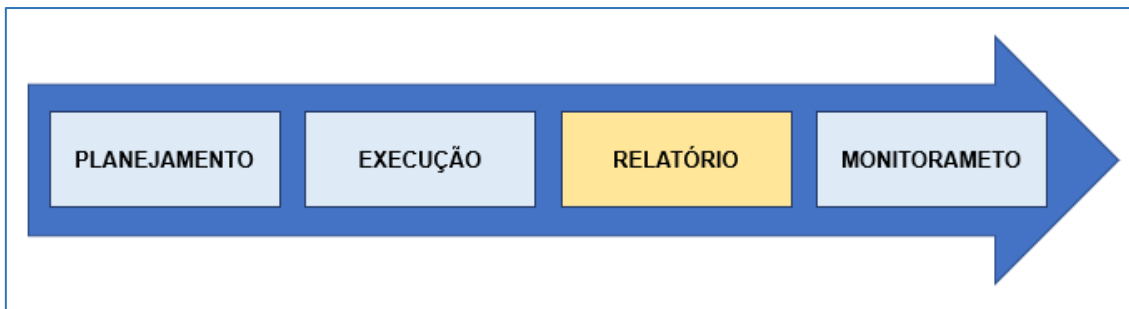 PLANEJAMENTO
EXECUÇÃO
RELATÓRIO
MONITORAMETO